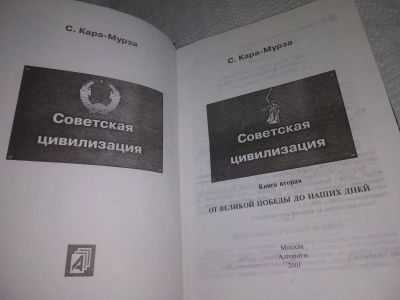 С. Кара-Мурза
Советская
цивилизация
С. Кара-Мурза
Советская
цивилизация
Книга вторая
ОТ ВЕЛИКОЙ ПОБЕДЫ ДО НАШИХ ДНЕЙ
Москва
Алгоритм
2001